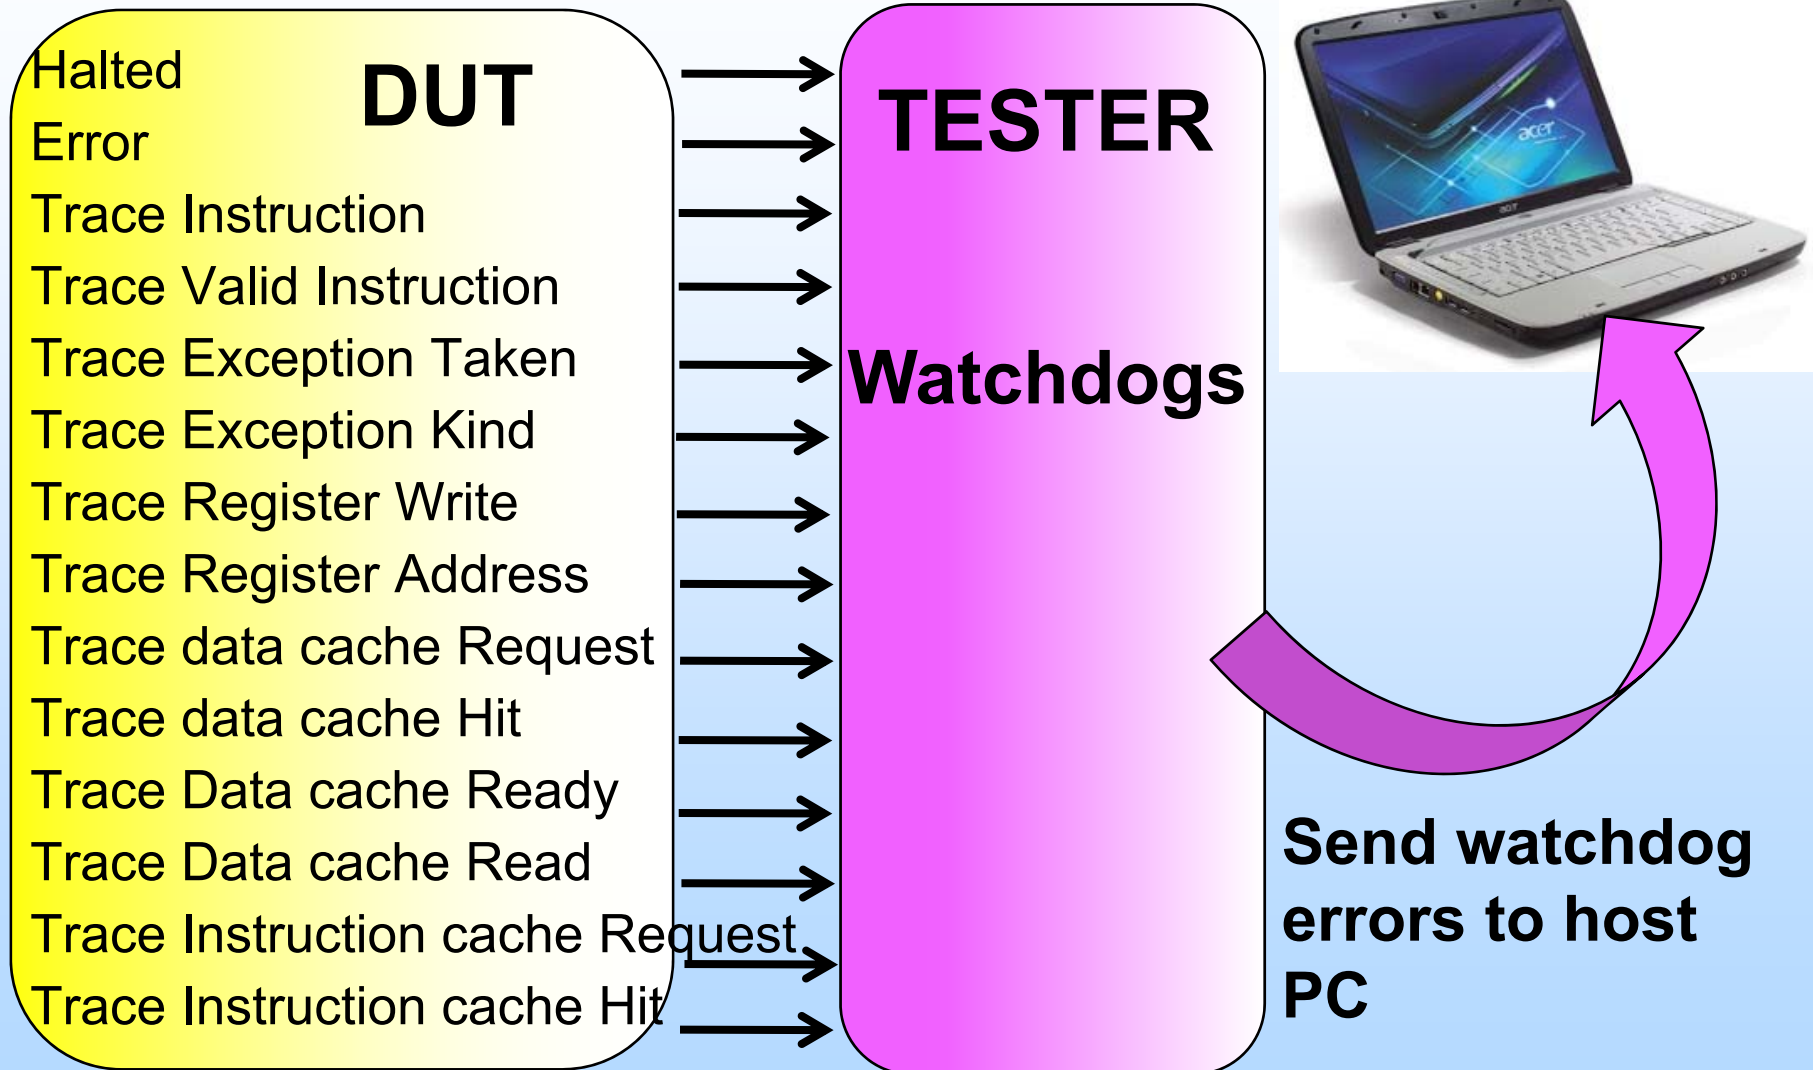 DUT
Halted
Error
Trace Instruction
Trace Valid Instruction
Trace Exception Taken
Trace Exception Kind
Trace Register Write
Trace Register Address
Trace data cache Request
Trace data cache Hit
Trace Data cache Ready
Trace Data cache Read
Trace Instruction cache Request
Trace Instruction cache Hit
TESTER
Watchdogs
acer
acer
Send watchdog
errors to host
PC